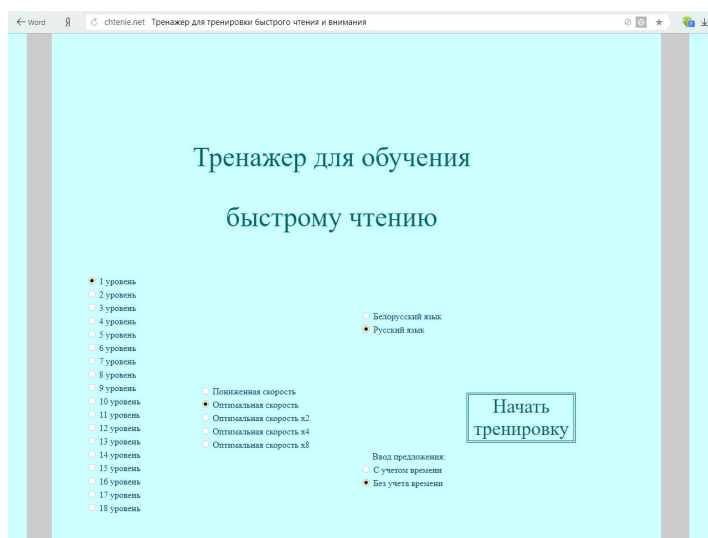 Word
Я
chtenie.net Тренажер для тренировки быстрого чтения и внимания
Тренажер для обучения
быстрому чтению
1 уровень
2 уровень
3 уровень
4 уровень
5 уровень
6 уровень
7 уровень
8 уровень
9 уровень
10 уровень
11 уровень
12 уровень
13 уровень
14 уровень
15 уровень
16 уровень
17 уровень
18 уровень
Пониженная скорость
Оптимальная скорость
Оптимальная скорость x2
Оптимальная скорость x4
Оптимальная скорость x8
Белорусский язык
Русский язык
Ввод предложения:
С учетом времени
Без учета времени
Начать
тренировку